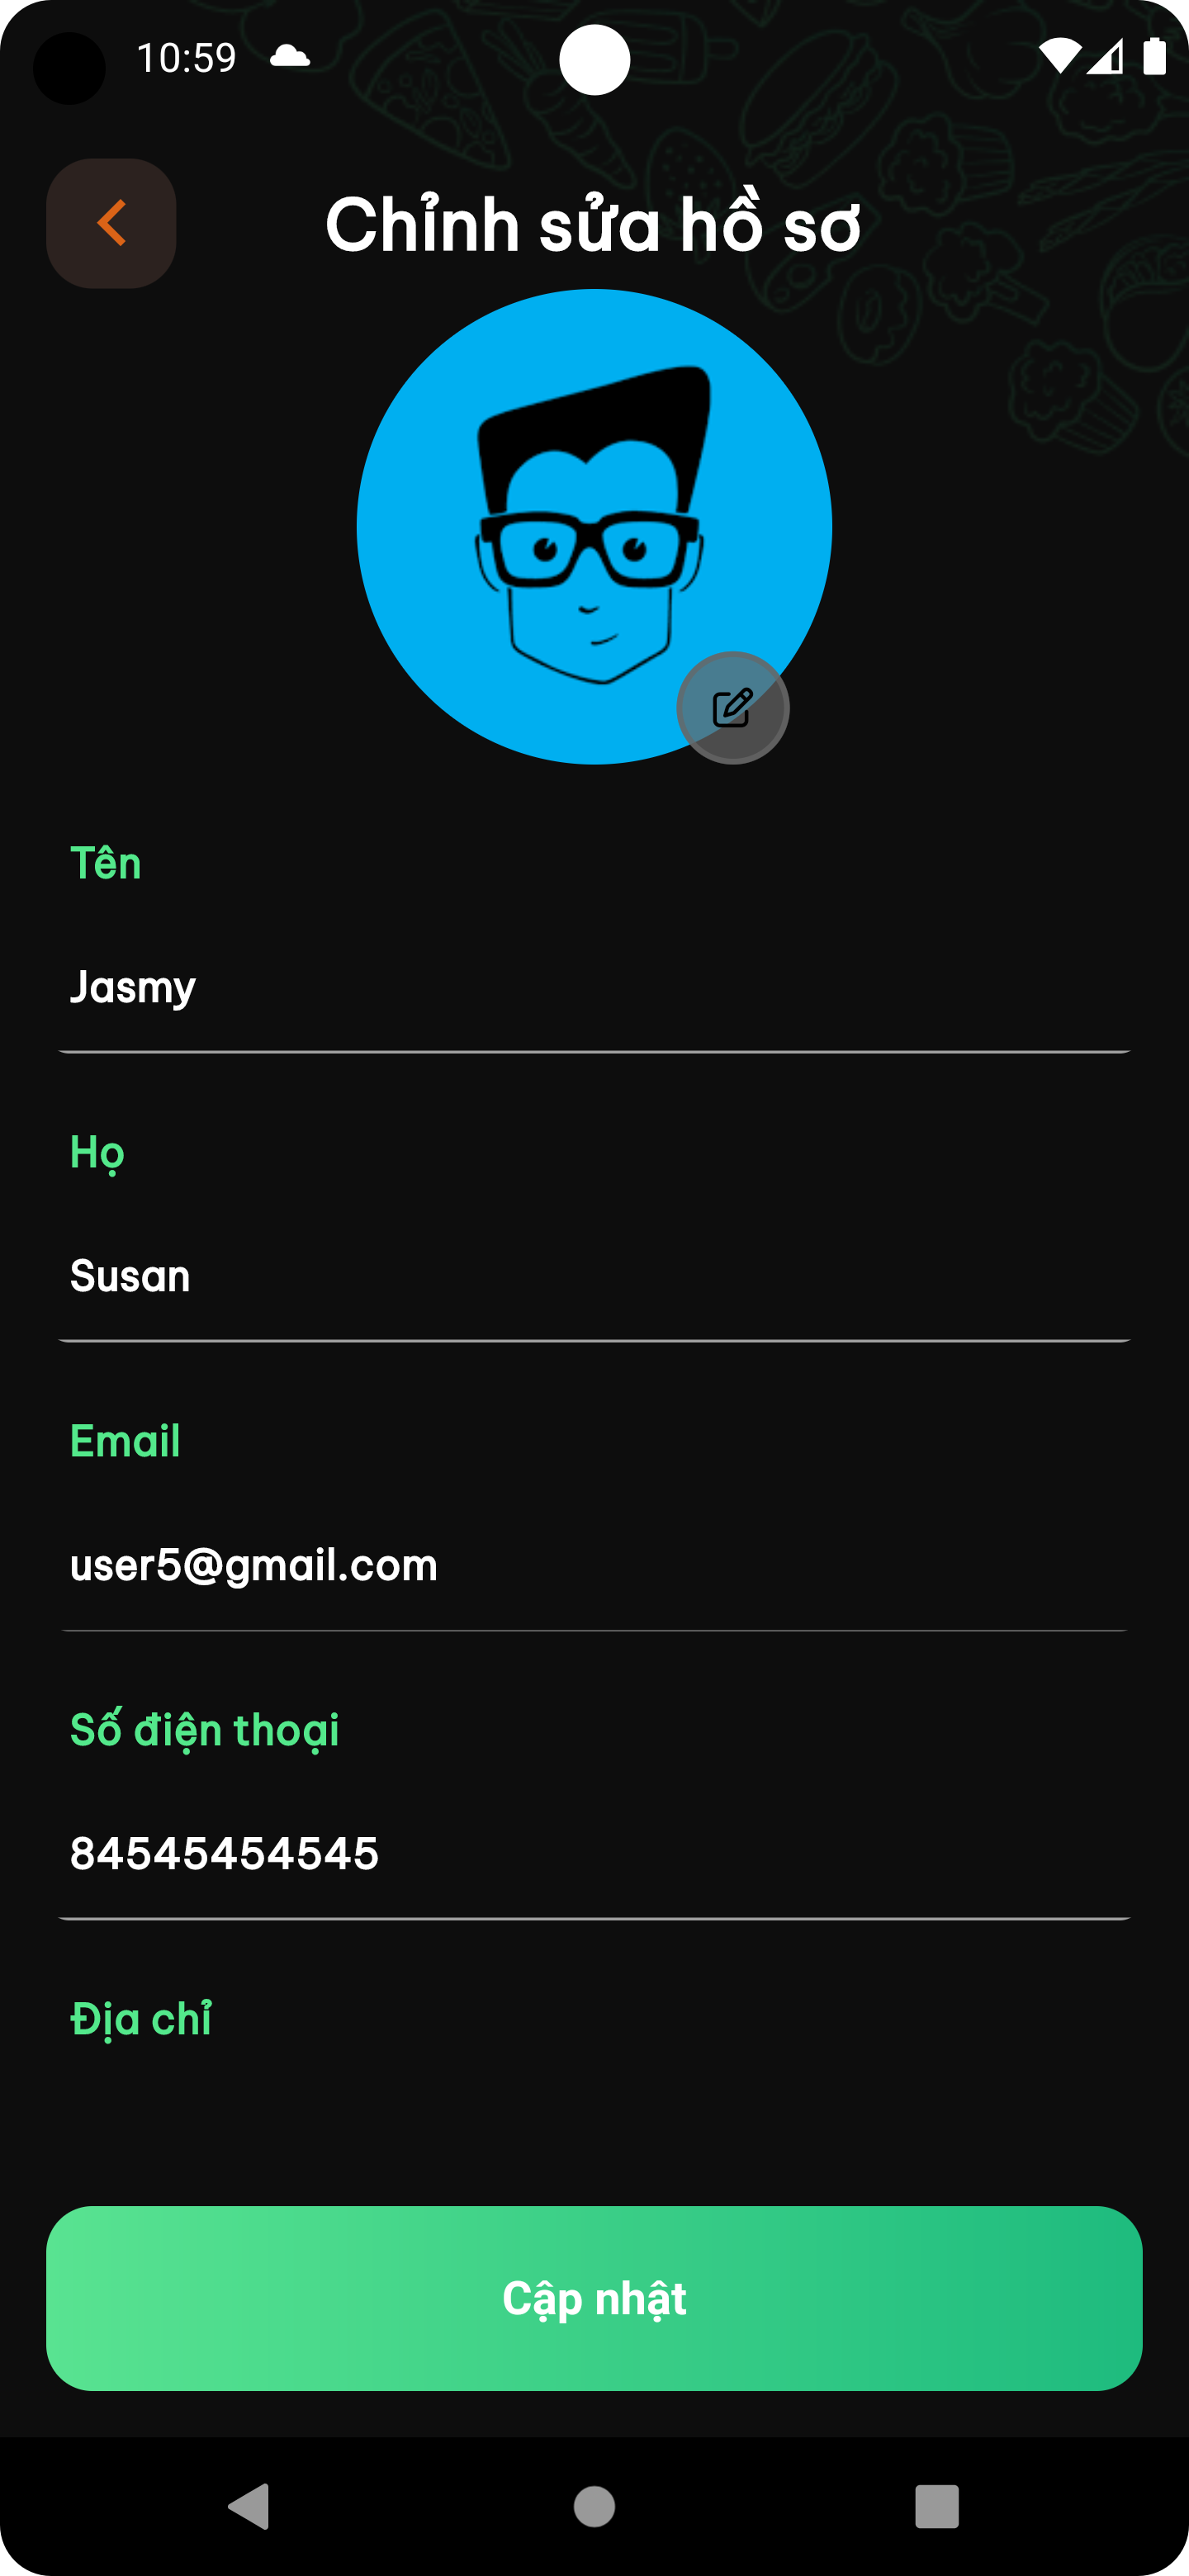 10:59
Chỉnh sửa hồ sơ
Tên
Jasmy
Họ
Susan
Email
user5@gmail.com
Số điện thoại
84545454545
Địa chỉ
Cập nhật